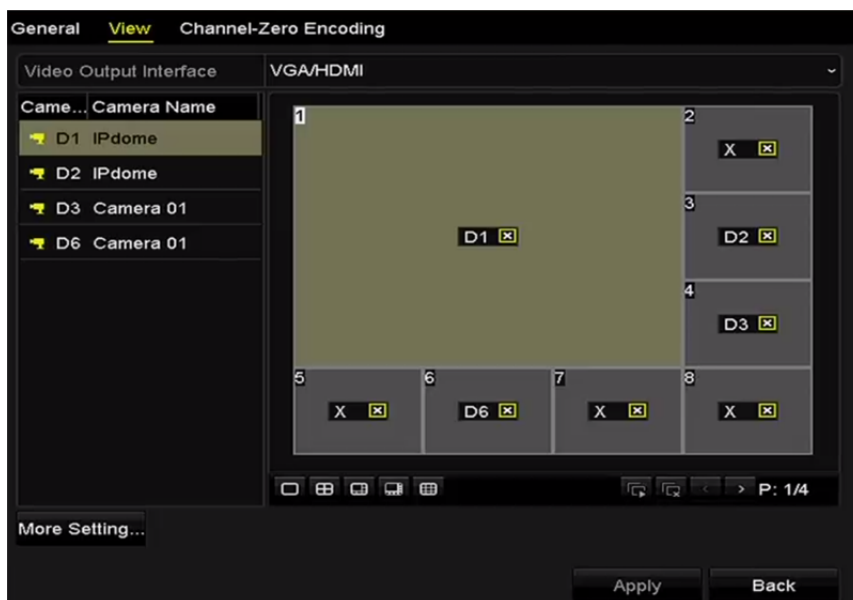 General View Channel-Zero Encoding
Video Output Interface VGA/HDMI
Came... Camera Name
D1 IPdome
D2 IPdome
D3 Camera 01
D6 Camera 01
1
D1
2
X
3
D2
4
D3
5
X
6
D6
7
X
8
X
P: 1/4
More Setting...
Apply Back